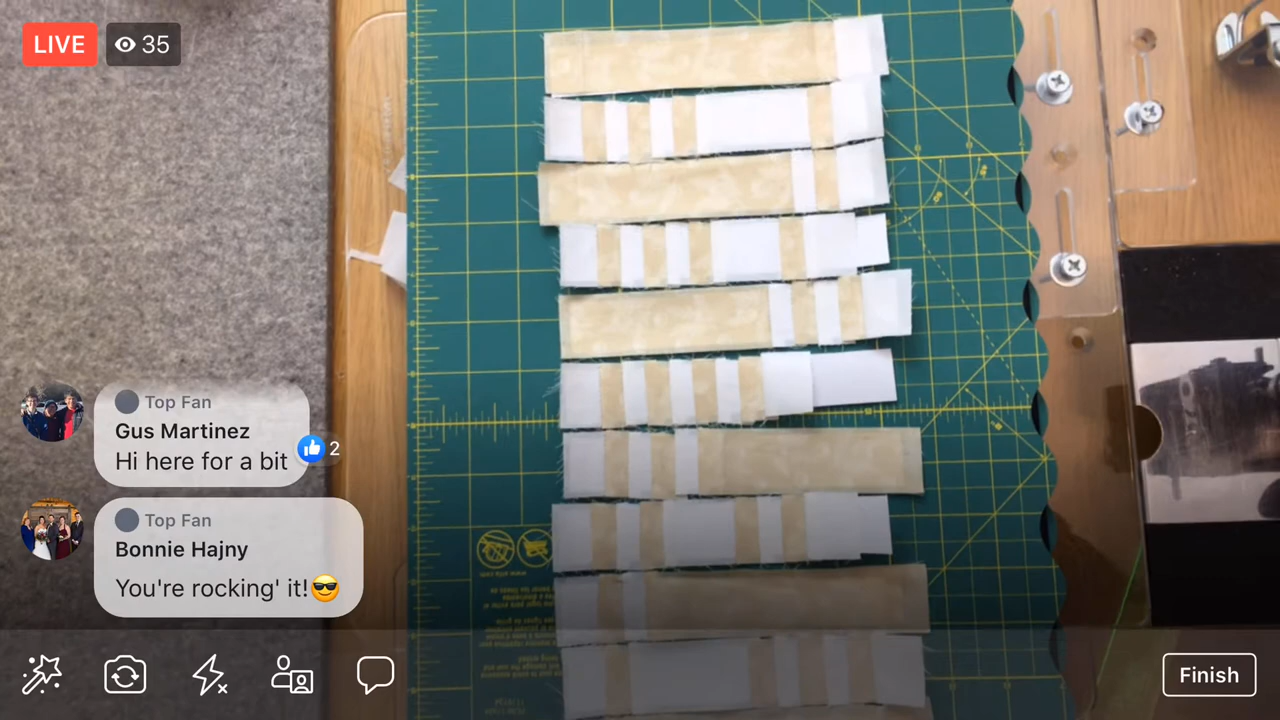 LIVE
35
Top Fan
Gus Martinez
Hi here for a bit
2
Top Fan
Bonnie Hajny
You're rocking' it!😎
Finish